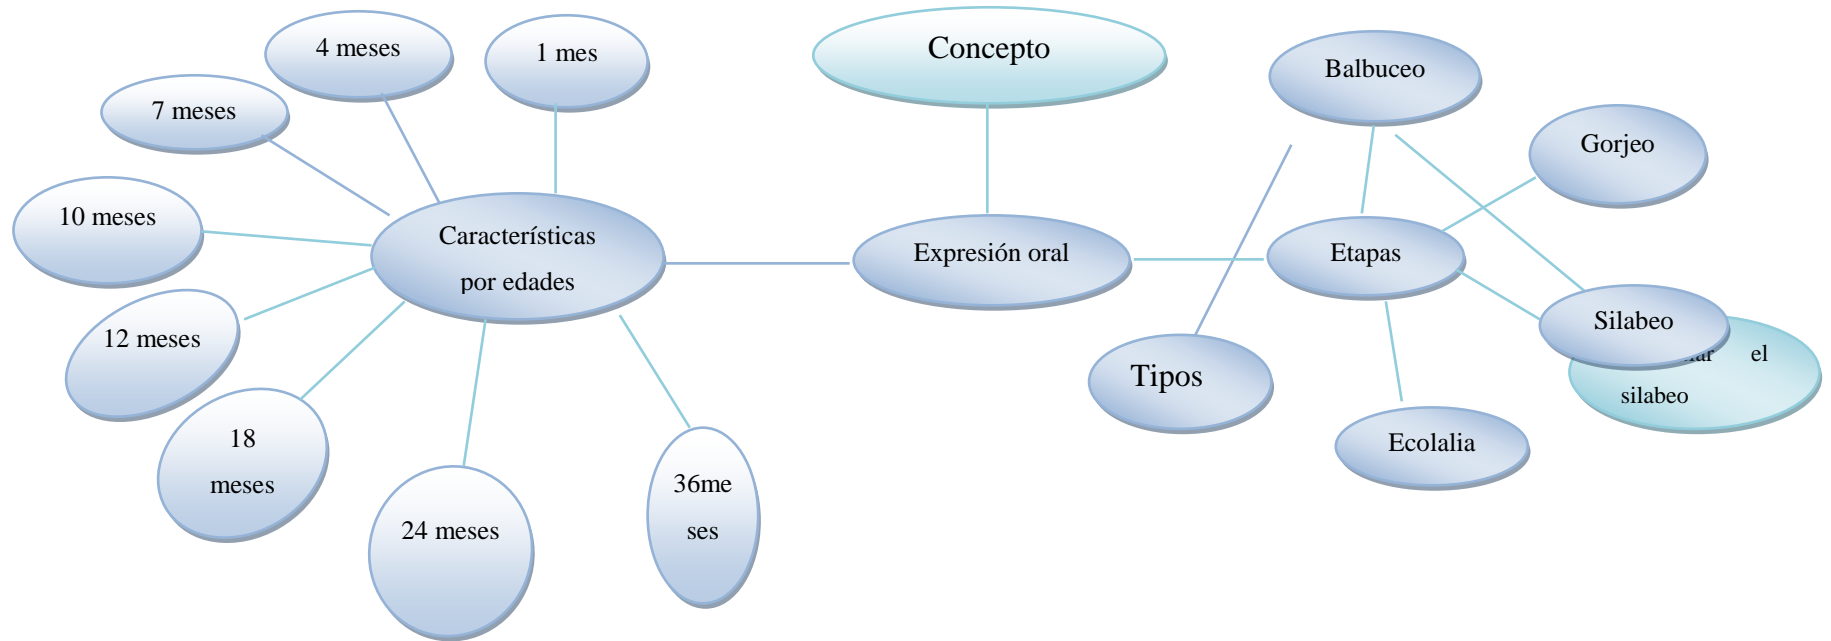 4 meses
1 mes
Concepto
Balbuceo
7 meses
Gorjeo
10 meses
Características
por edades
Expresión oral
Etapas
12 meses
Silabeo
el
silabeo
Tipos
18
meses
Ecolalia
24 meses
36me
ses